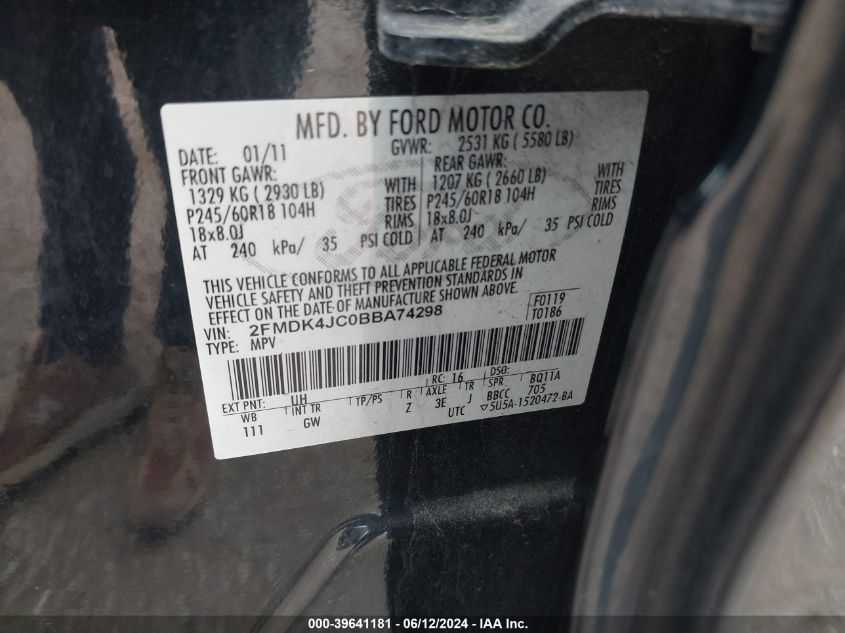 MFD. BY FORD MOTOR CO.
DATE: 01/11 GVWR: 2531 KG ( 5580 LB)
FRONT GAWR: REAR GAWR:
1329 KG ( 2930 LB) WITH 1207 KG ( 2660 LB) WITH
P245/60R18 104H TIRES P245/60R18 104H TIRES
18x8.0J RIMS 18x8.0J RIMS
AT 240 kPa/ 35 PSI COLD AT 240 kPa/ 35 PSI COLD
THIS VEHICLE CONFORMS TO ALL APPLICABLE FEDERAL MOTOR
VEHICLE SAFETY AND THEFT PREVENTION STANDARDS IN
EFFECT ON THE DATE OF MANUFACTURE SHOWN ABOVE.
VIN: 2FMDK4JC0BBA74298 F0119
TYPE: MPV T0186
EXT PNT: UH RC: 16 DSO:
WB INT TR TP/PS R AXLE TR SPR BQ11A
111 GW Z 3E J BBCC 705
UTC ▽5U5A-1520472-BA
000-39641181 - 06/12/2024 - IAA Inc.